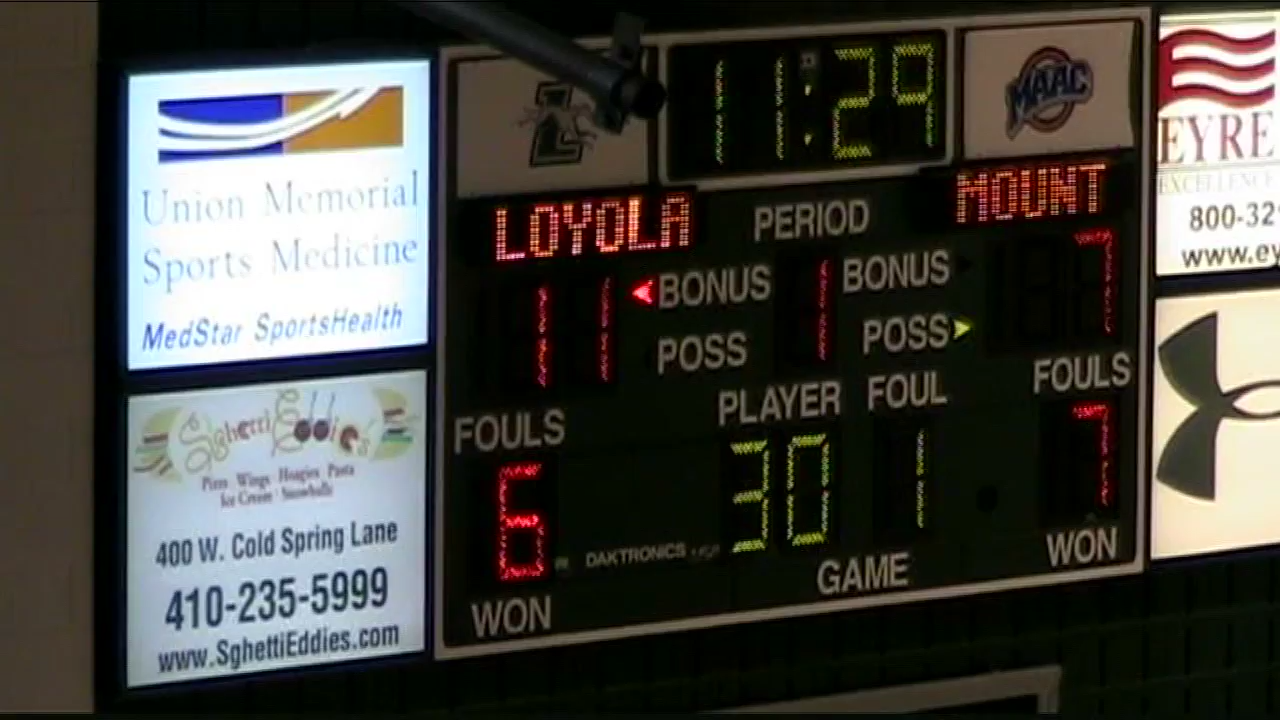 Union Memorial
Sports Medicine
MedStar SportsHealth
Sghetti Eddie's
Pizza Wings Hoagies Pasta
Ice Cream Snowballs
400 W. Cold Spring Lane
410-235-5999
www.SghettiEddies.com
L
11:29
MAAC
LOYOLA
PERIOD
MOUNT
11
BONUS
1
BONUS
7
POSS
POSS
FOULS
PLAYER
FOUL
FOULS
6
30
1
7
DAKTRONICS
WON
GAME
WON
EYRE
EXCELLENCE
800-32
www.ey